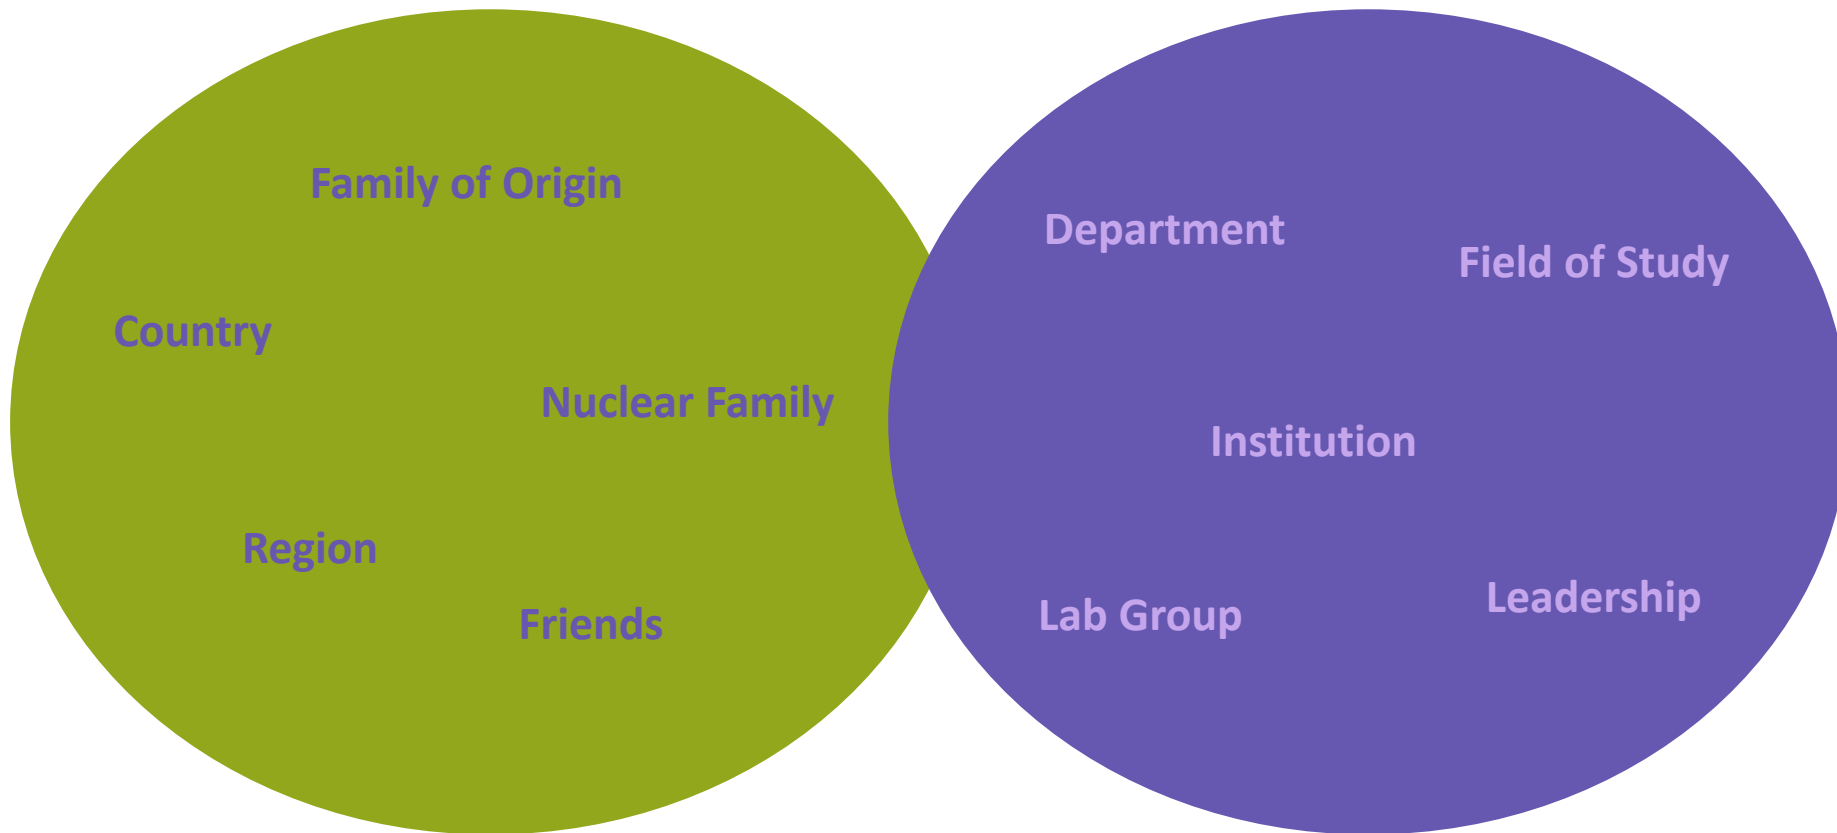 Family of Origin
Country
Nuclear Family
Region
Friends
Department
Field of Study
Institution
Lab Group
Leadership